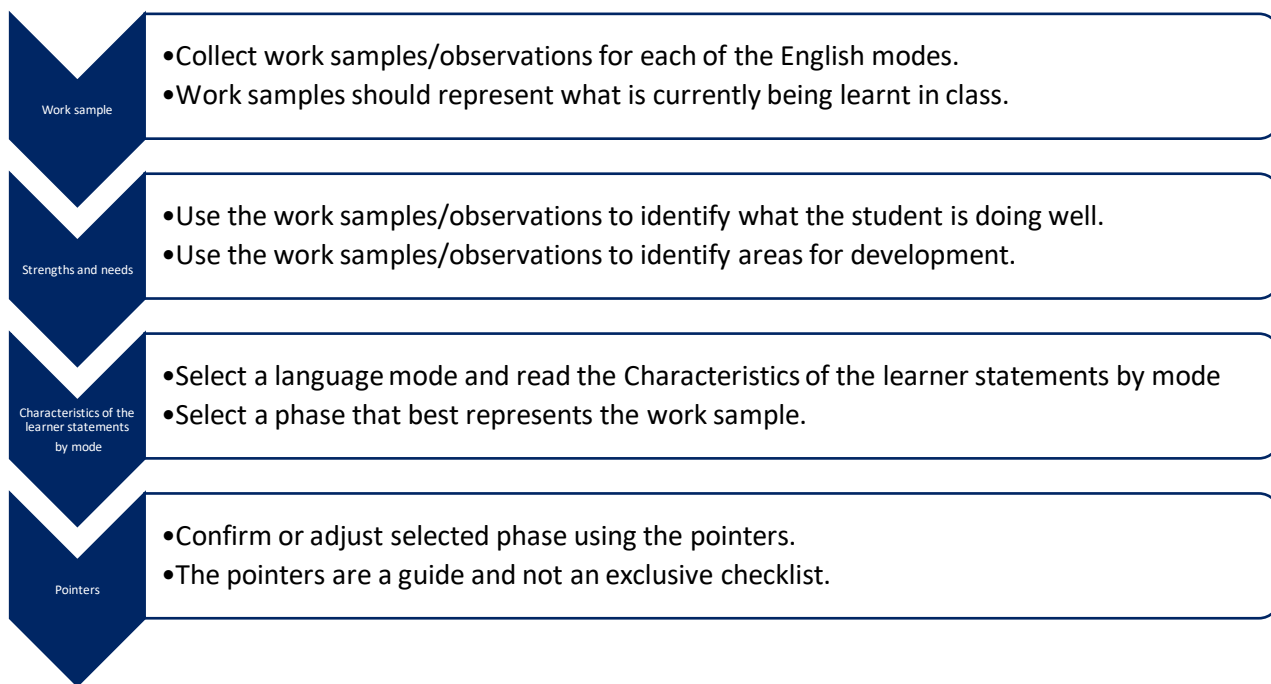 Work sample
•Collect work samples/observations for each of the English modes.
•Work samples should represent what is currently being learnt in class.
Strengths and needs
•Use the work samples/observations to identify what the student is doing well.
•Use the work samples/observations to identify areas for development.
Characteristics of the
learner statements
by mode
•Select a language mode and read the Characteristics of the learner statements by mode
•Select a phase that best represents the work sample.
Pointers
•Confirm or adjust selected phase using the pointers.
•The pointers are a guide and not an exclusive checklist.